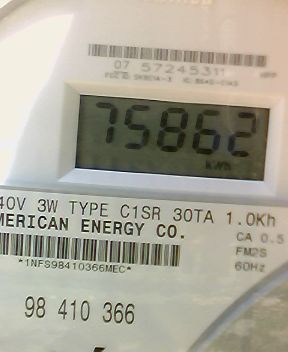 07 57245311
75862
KWH
40V 3W TYPE C1SR 30TA 1.0Kh
MERICAN ENERGY CO.
CA 0.5
*1NFS98410366MEC*
FM2S
60Hz
98 410 366